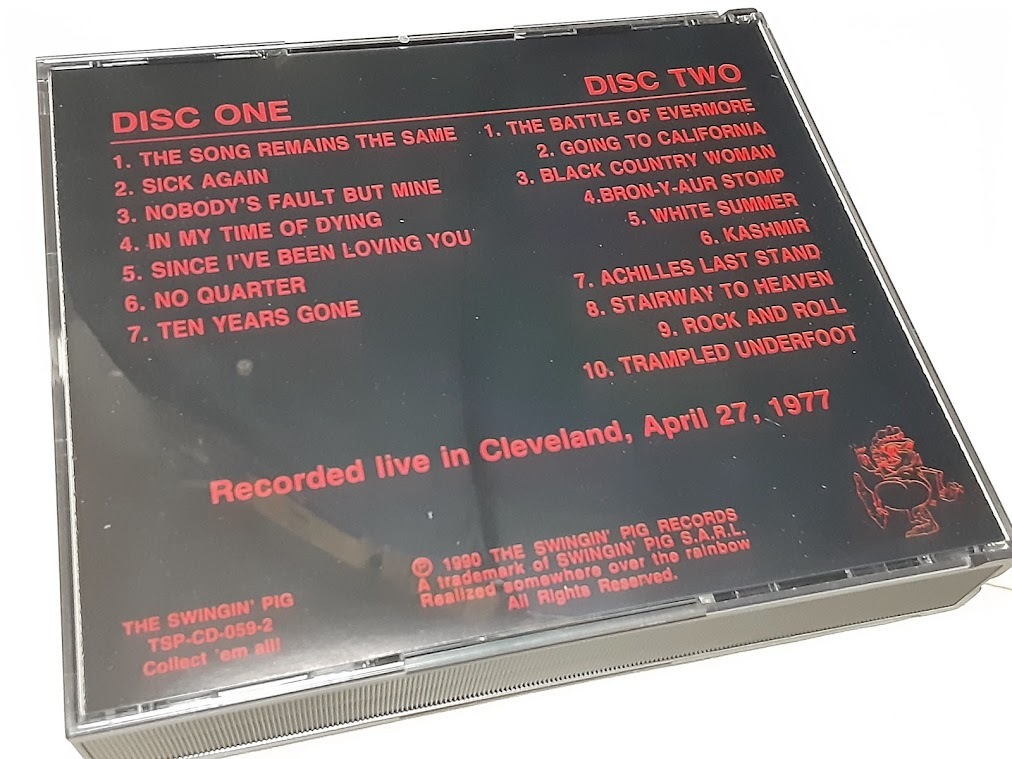 DISC ONE
1. THE SONG REMAINS THE SAME
2. SICK AGAIN
3. NOBODY'S FAULT BUT MINE
4. IN MY TIME OF DYING
5. SINCE I'VE BEEN LOVING YOU
6. NO QUARTER
7. TEN YEARS GONE
DISC TWO
1. THE BATTLE OF EVERMORE
2. GOING TO CALIFORNIA
3. BLACK COUNTRY WOMAN
4.BRON-Y-AUR STOMP
5. WHITE SUMMER
6. KASHMIR
7. ACHILLES LAST STAND
8. STAIRWAY TO HEAVEN
9. ROCK AND ROLL
10. TRAMPLED UNDERFOOT
Recorded live in Cleveland, April 27, 1977
℗ 1990 THE SWINGIN' PIG RECORDS
A trademark of SWINGIN' PIG S.A.R.L.
Realized somewhere over the rainbow
All Rights Reserved.
THE SWINGIN' PIG
TSP-CD-059-2
Collect 'em all!